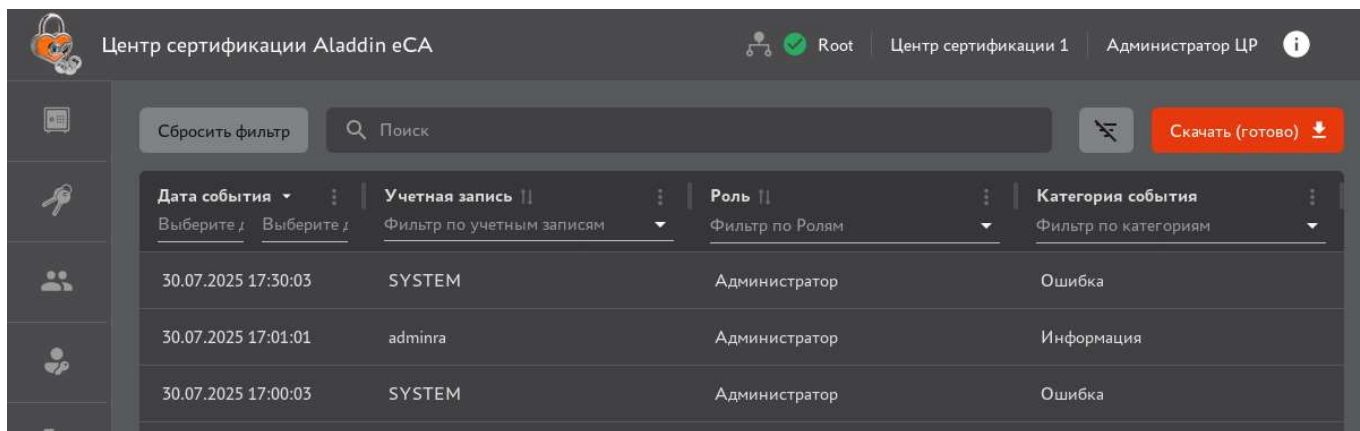 Центр сертификации Aladdin eCA
Root
Центр сертификации 1
Администратор ЦР
i
Сбросить фильтр
Поиск
Скачать (готово)
Дата события
Учетная запись
Роль
Категория события
Выберите Выберите
Фильтр по учетным записям
Фильтр по Ролям
Фильтр по категориям
30.07.2025 17:30:03 SYSTEM Администратор Ошибка
30.07.2025 17:01:01 adminra Администратор Информация
30.07.2025 17:00:03 SYSTEM Администратор Ошибка